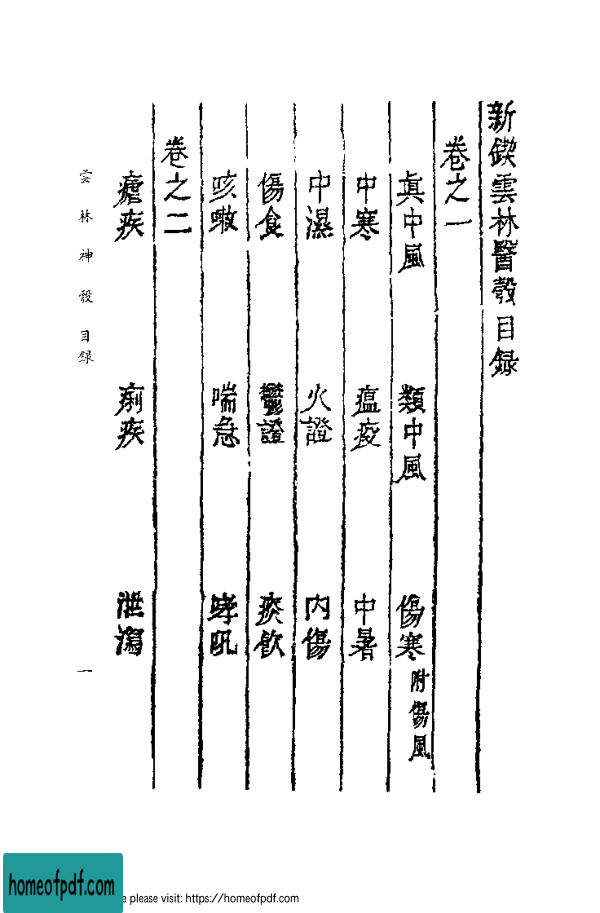 新鍥雲林醫彀目録
卷之一
眞中風 類中風 傷寒 附傷風
中寒 瘟疫 中暑
中濕 火證 内傷
傷食 鬱證 痰飲
咳嗽 喘急 哮吼
卷之二
瘧疾 痢疾 泄瀉
雲林神彀 目録 一
homeofpdf.com
e please visit: https://homeofpdf.com